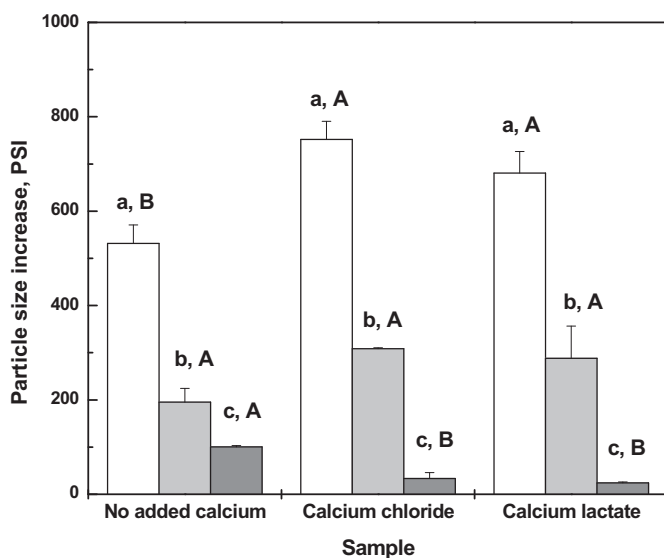 1000
800
600
400
200
0
Particle size increase, PSI
a, B
b, A
c, A
a, A
b, A
c, B
a, A
b, A
c, B
No added calcium
Calcium chloride
Calcium lactate
Sample